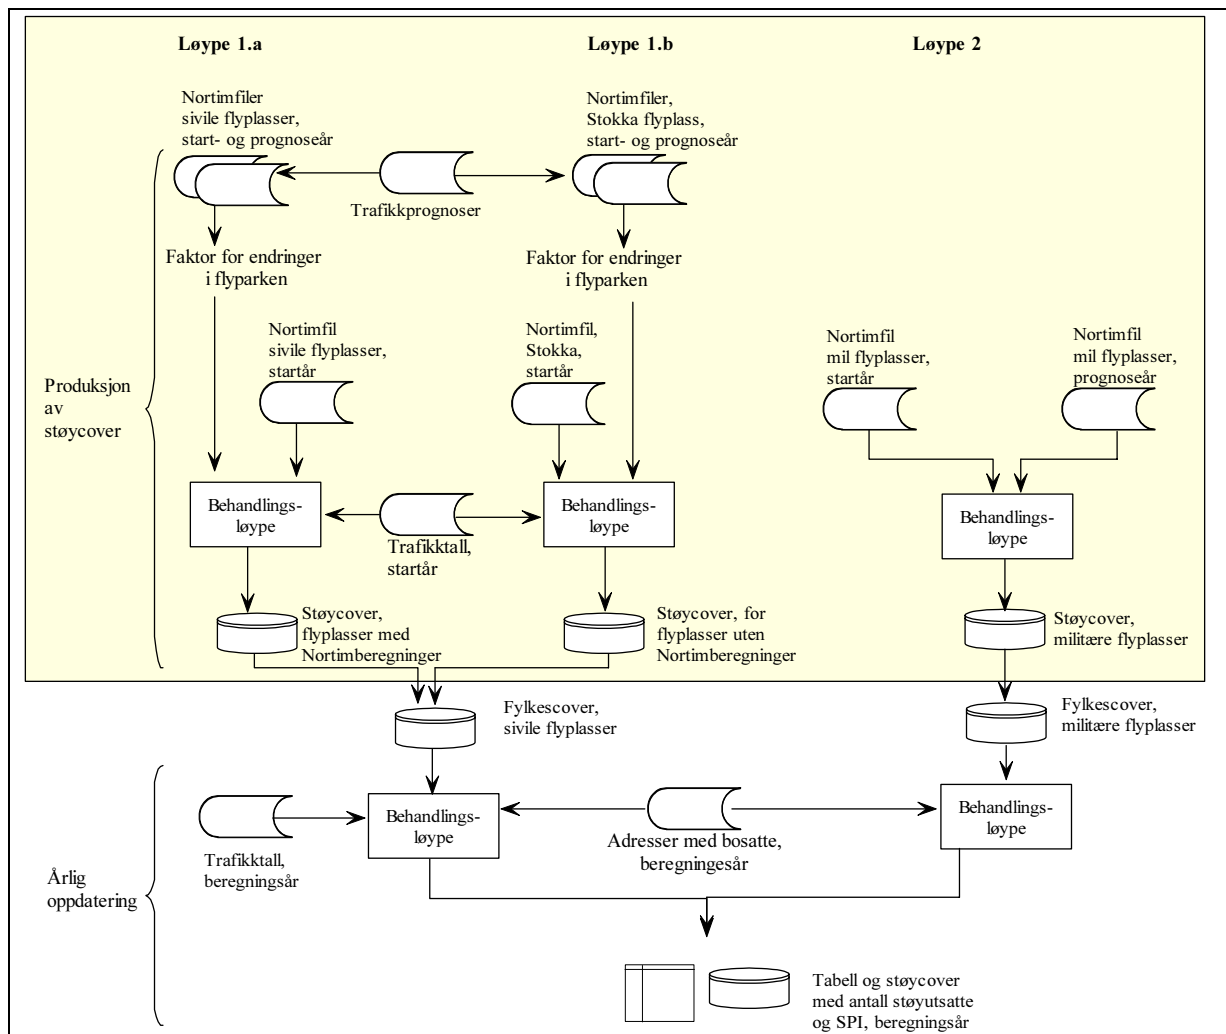 Løype 1.a
Løype 1.b
Løype 2
Nortimfiler
sivile flyplasser,
start- og prognoseår
Nortimfiler,
Stokka flyplass,
start- og prognoseår
Trafikkprognoser
Faktor for endringer
i flyparken
Faktor for endringer
i flyparken
Nortimfil
sivile flyplasser,
startår
Nortimfil,
Stokka,
startår
Nortimfil
mil flyplasser,
startår
Nortimfil
mil flyplasser,
prognoseår
Produksjon
av
støycover
Behandlings-
løype
Trafikktall,
startår
Behandlings-
løype
Behandlings-
løype
Støycover,
flyplasser med
Nortimberegninger
Støycover, for
flyplasser uten
Nortimberegninger
Støycover,
militære flyplasser
Fylkescover,
sivile flyplasser
Fylkescover,
militære flyplasser
Årlig
oppdatering
Trafikktall,
beregningsår
Behandlings-
løype
Adresser med bosatte,
beregningesår
Behandlings-
løype
Tabell og støycover
med antall støyutsatte
og SPI, beregningsår